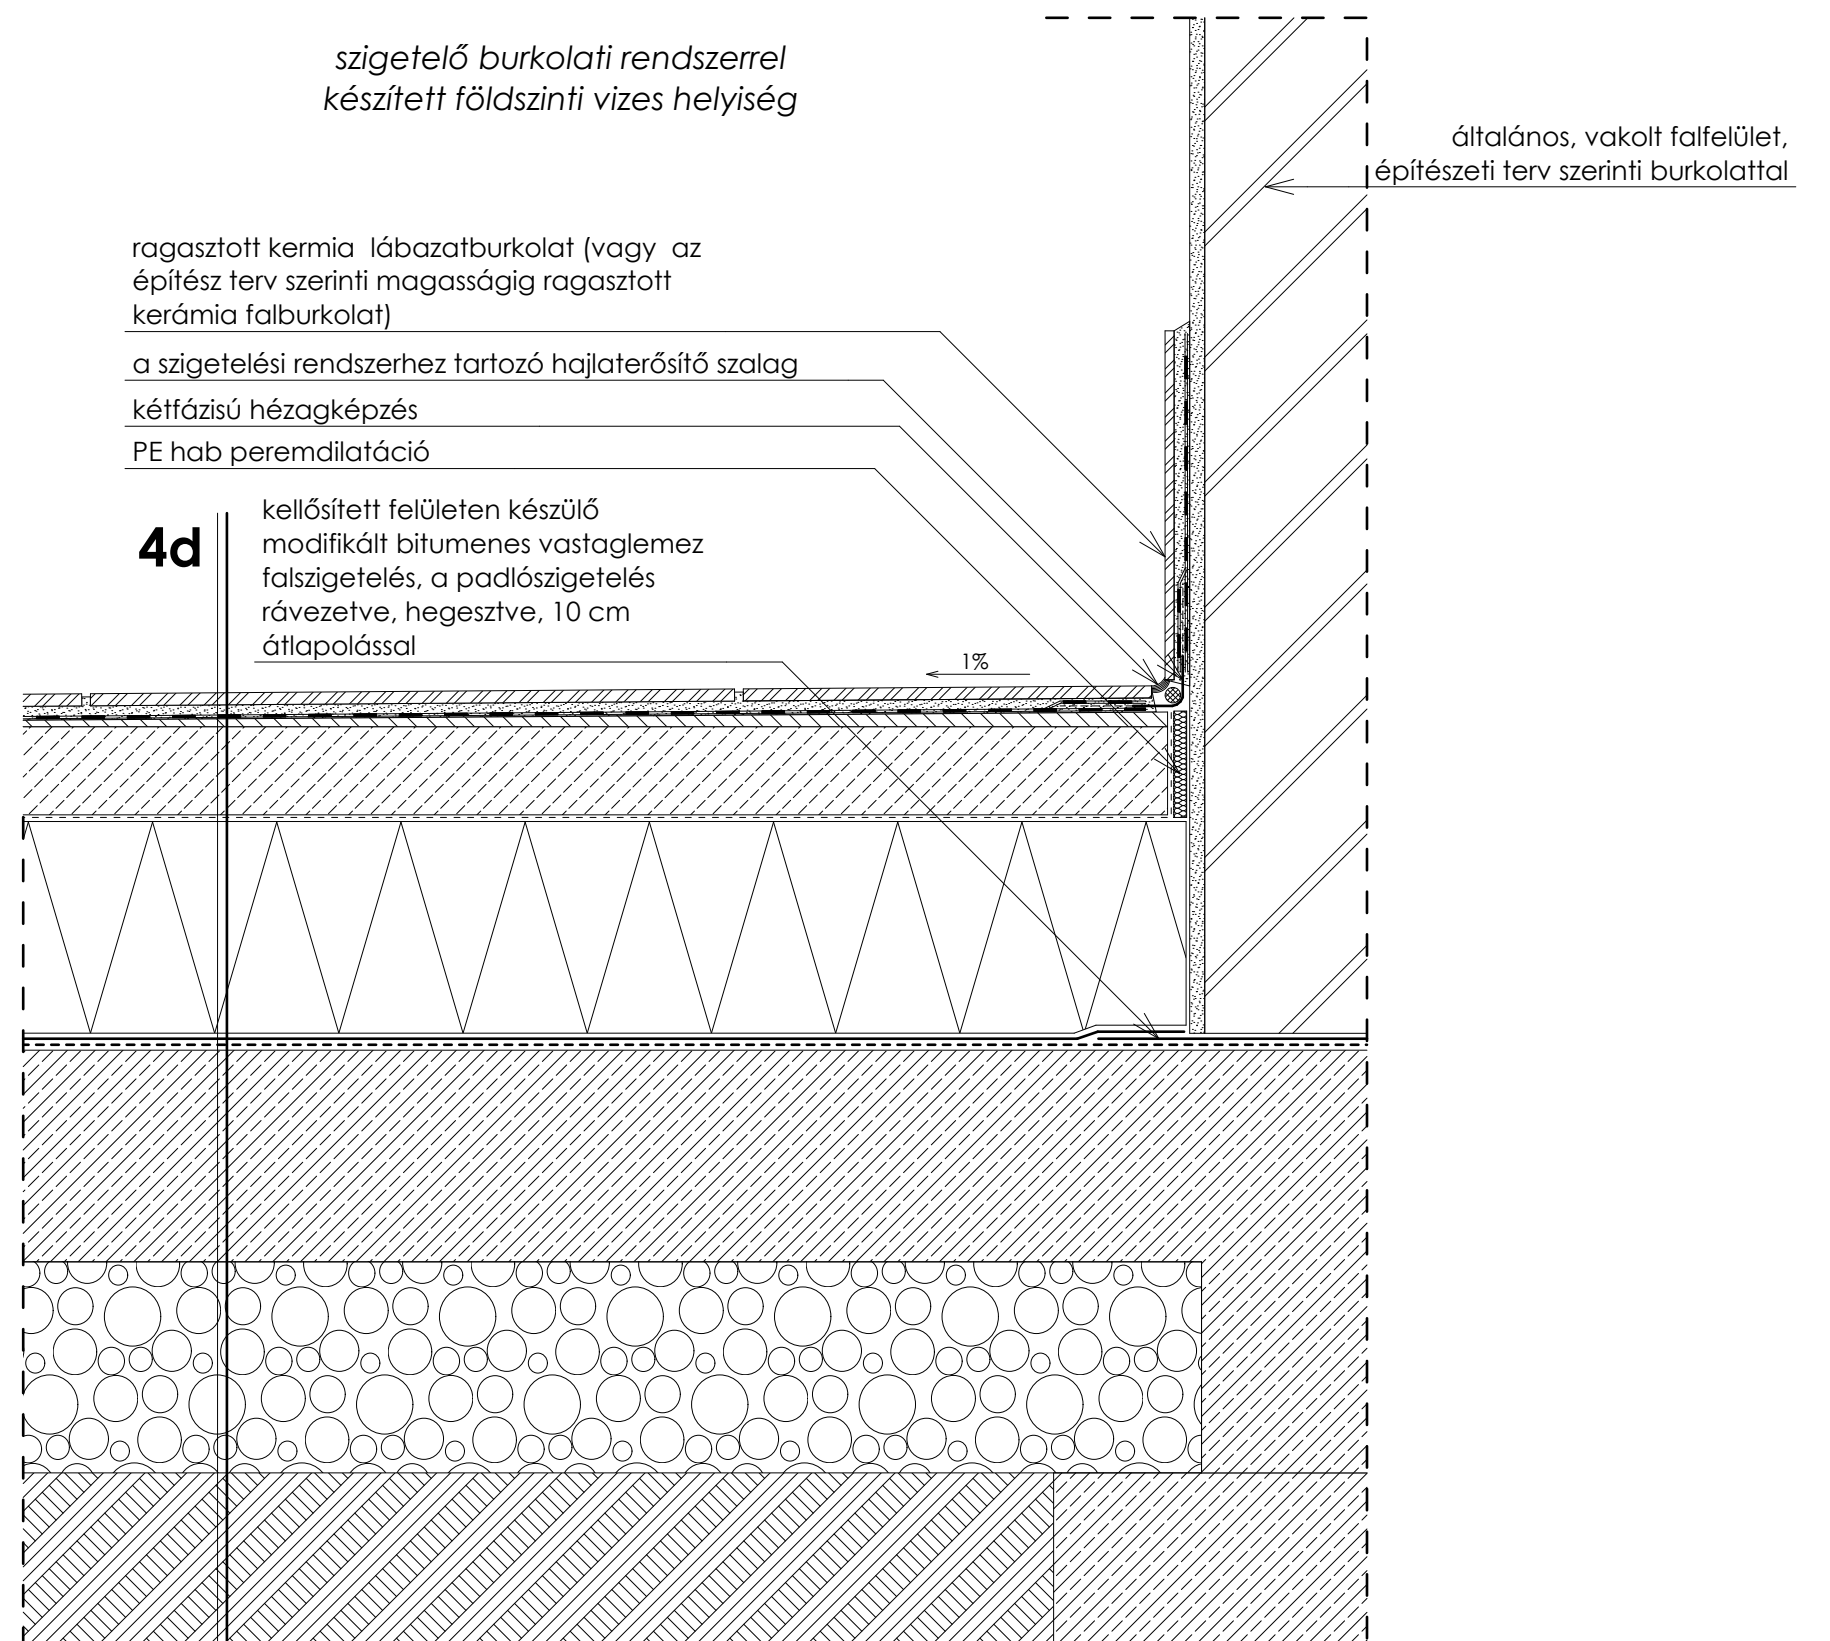 szigetelő burkolati rendszerrel
készített földszinti vizes helyiség
általános, vakolt falfelület,
építészeti terv szerinti burkolattal
ragasztott kermia  lábazatburkolat (vagy  az
építész terv szerinti magasságig ragasztott
kerámia falburkolat)
a szigetelési rendszerhez tartozó hajlaterősítő szalag
kétfázisú hézagképzés
PE hab peremdilatáció
4d
kellősített felületen készülő
modifikált bitumenes vastaglemez
falszigetelés, a padlószigetelés
rávezetve, hegesztve, 10 cm
átlapolással
1%